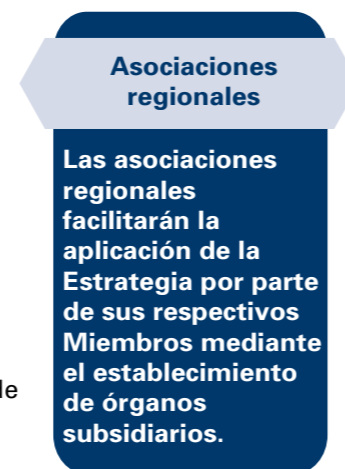 Asociaciones
regionales
Las asociaciones
regionales
facilitarán la
aplicación de la
Estrategia por parte
de sus respectivos
Miembros mediante
el establecimiento
de órganos
subsidiarios.